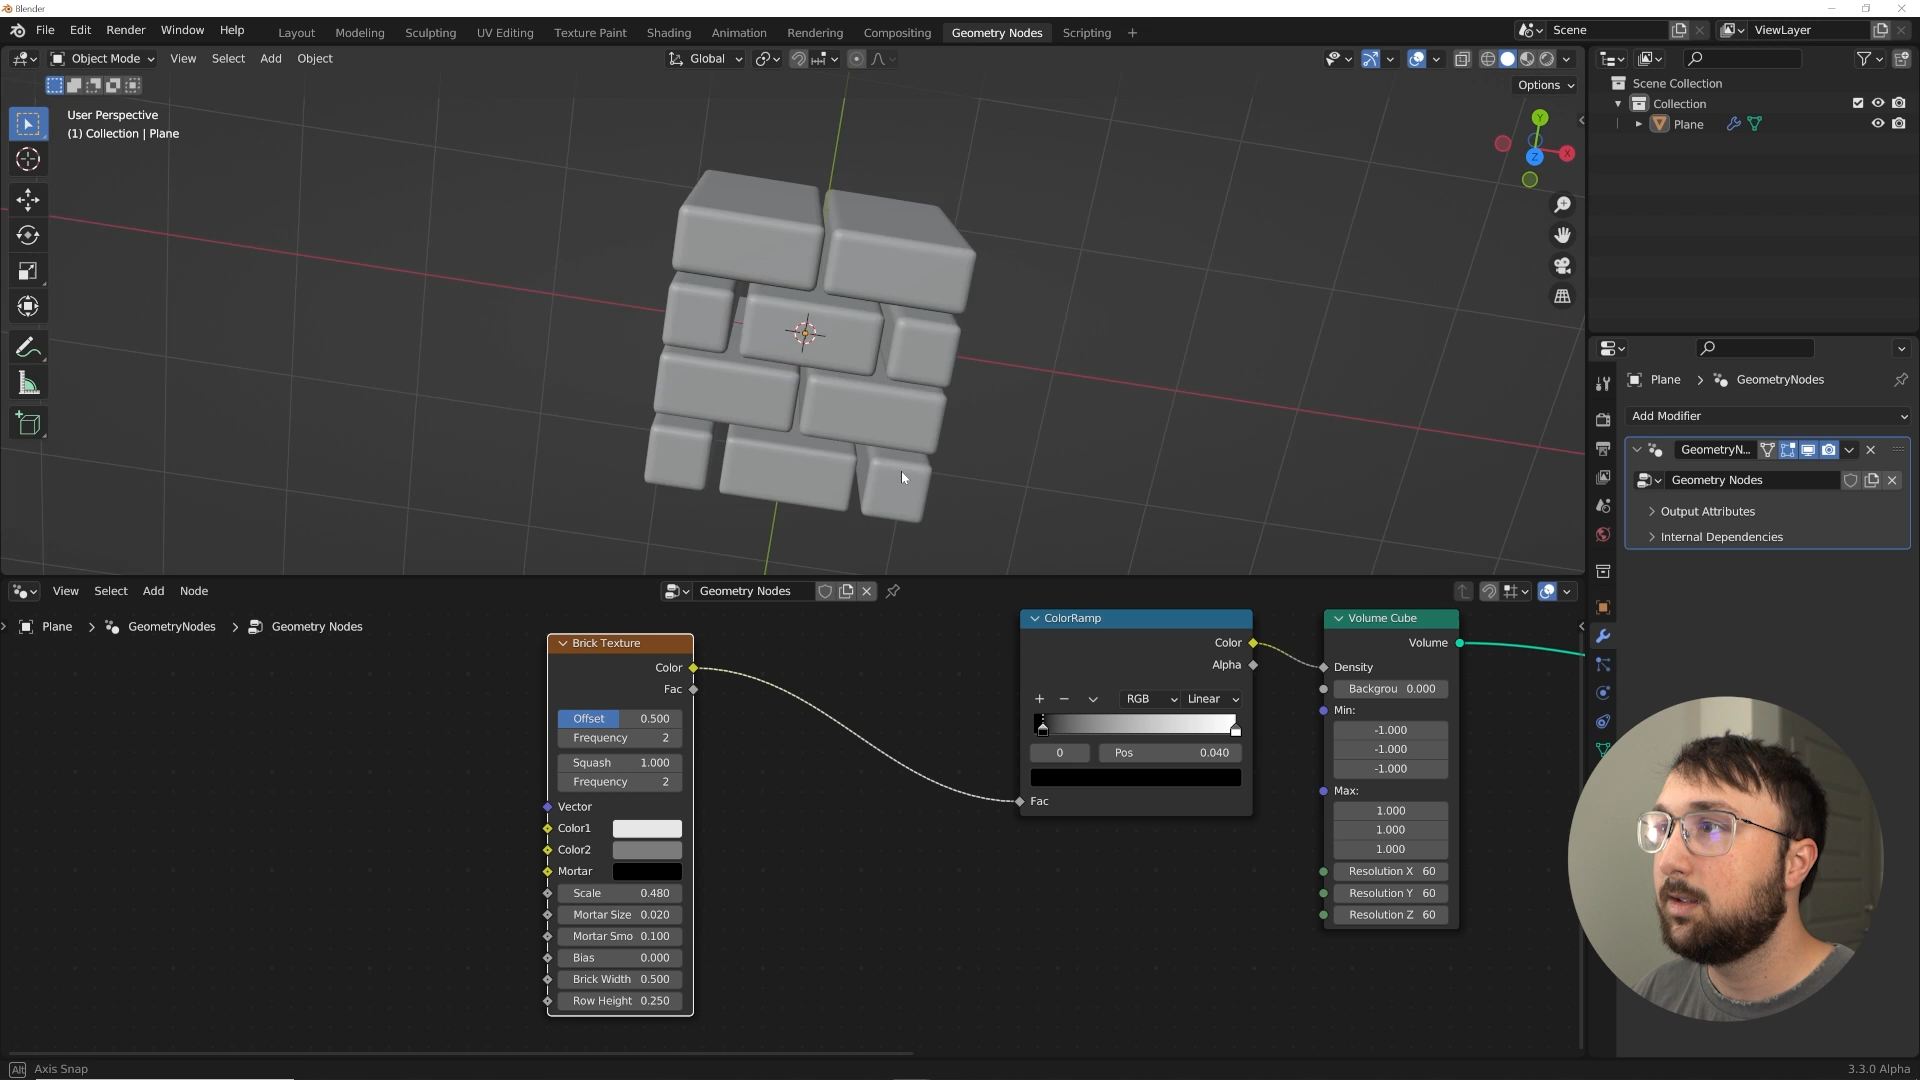 Blender
File Edit Render Window Help
Layout Modeling Sculpting UV Editing Texture Paint Shading Animation Rendering Compositing Geometry Nodes Scripting +
Scene
ViewLayer
Object Mode View Select Add Object
Global
Options
User Perspective
(1) Collection | Plane
Y
X
Z
Scene Collection
Collection
Plane
Plane > GeometryNodes
Add Modifier
GeometryN...
Geometry Nodes
Output Attributes
Internal Dependencies
View Select Add Node
Geometry Nodes
Plane > GeometryNodes > Geometry Nodes
Brick Texture
Color
Fac
Offset 0.500
Frequency 2
Squash 1.000
Frequency 2
Vector
Color1
Color2
Mortar
Scale 0.480
Mortar Size 0.020
Mortar Smo 0.100
Bias 0.000
Brick Width 0.500
Row Height 0.250
ColorRamp
Color
Alpha
RGB
Linear
0
Pos 0.040
Fac
Volume Cube
Volume
Density
Backgrou 0.000
Min:
-1.000
-1.000
-1.000
Max:
1.000
1.000
1.000
Resolution X 60
Resolution Y 60
Resolution Z 60
Alt Axis Snap
3.3.0 Alpha